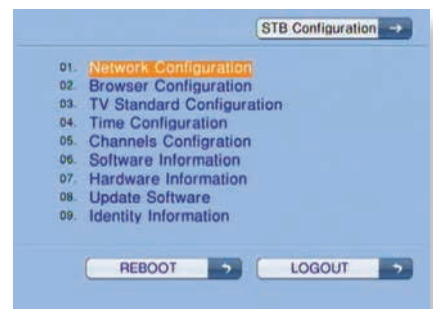 STB Configuration
01. Network Configuration
02. Browser Configuration
03. TV Standard Configuration
04. Time Configuration
05. Channels Configration
06. Software Information
07. Hardware Information
08. Update Software
09. Identity Information
REBOOT LOGOUT